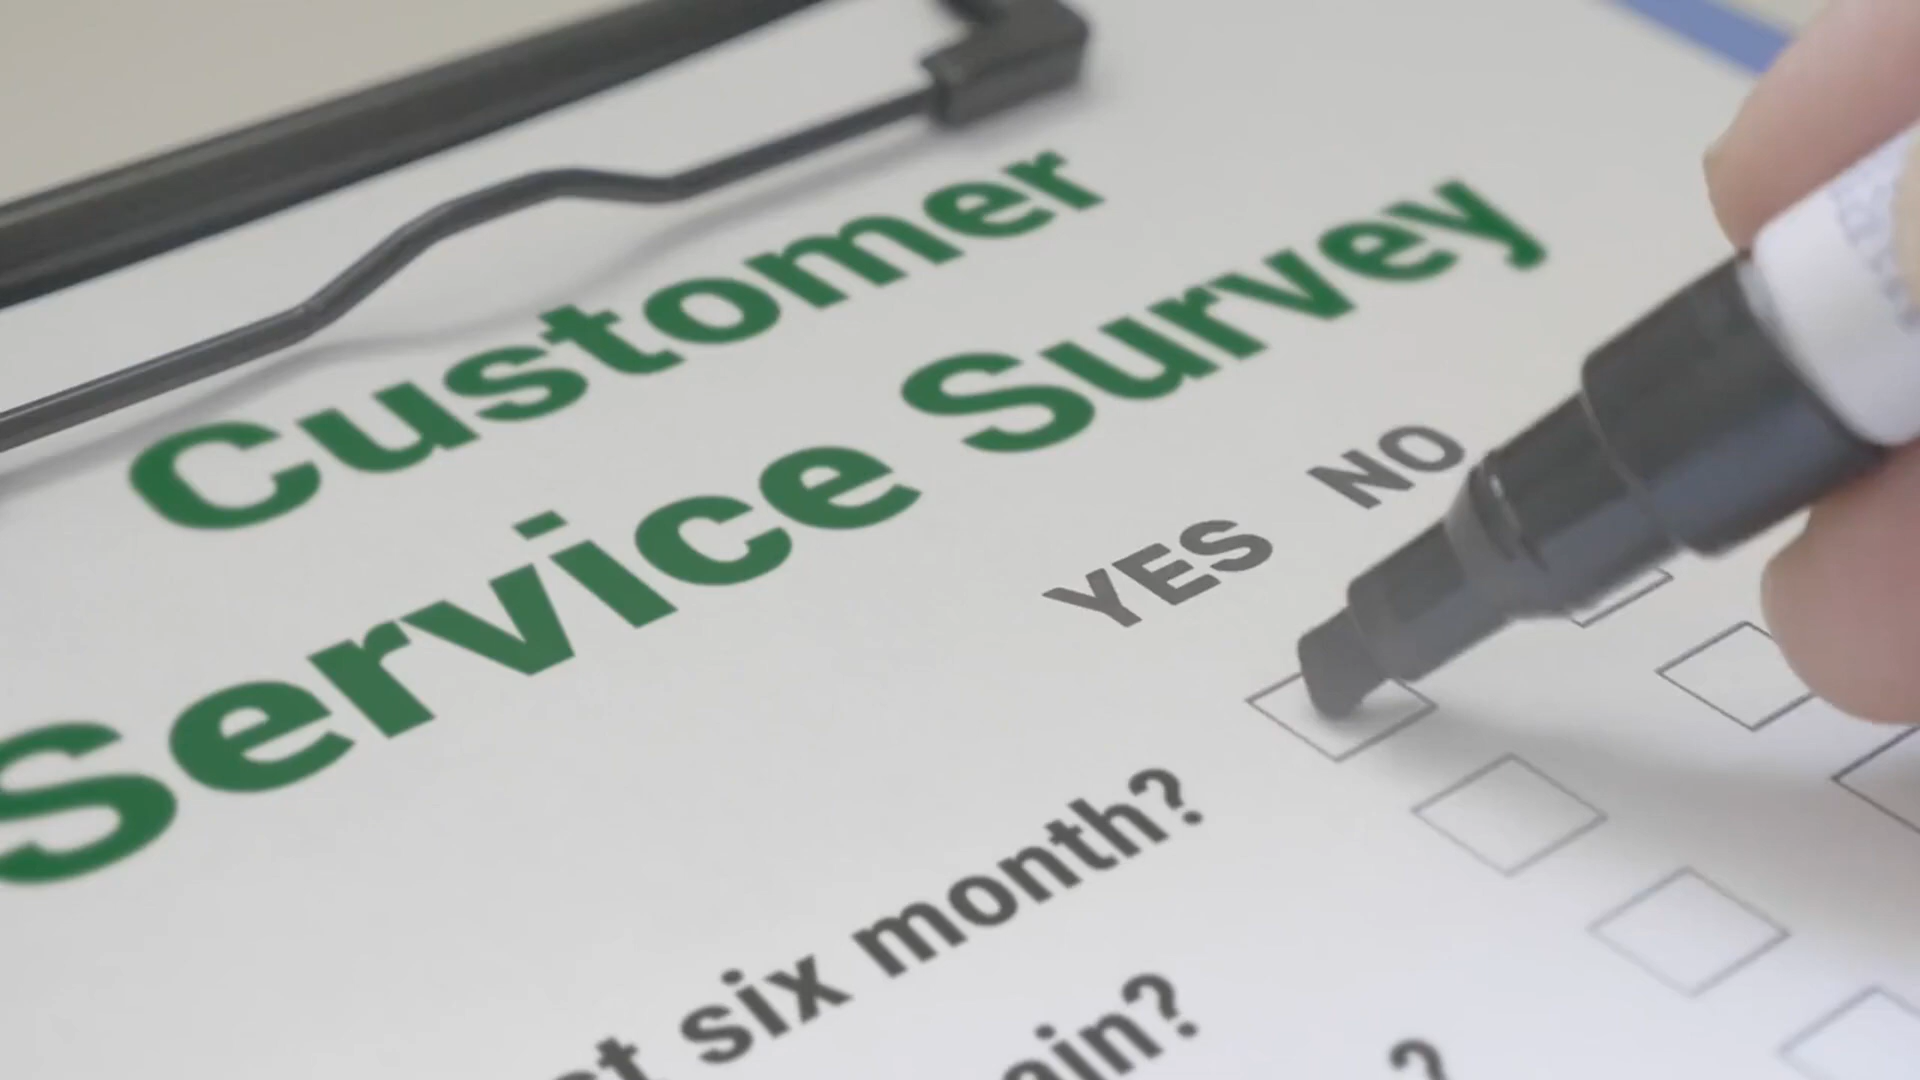 Customer
Service Survey
YES NO
six month?
?
?